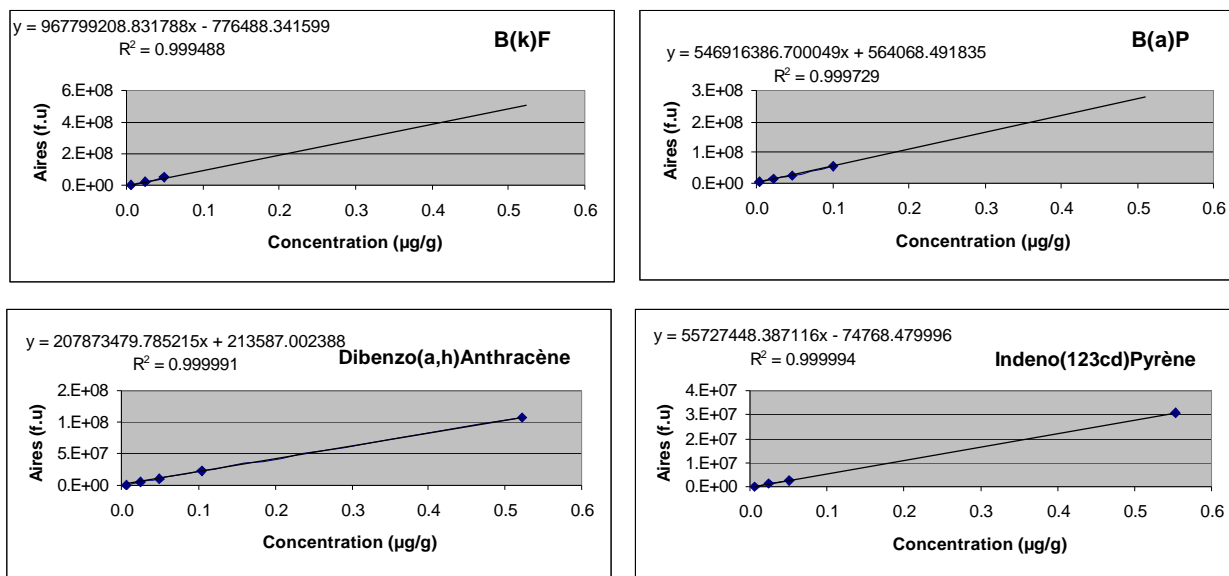 y = 967799208.831788x - 776488.341599
R² = 0.999488
B(k)F
6.E+08
4.E+08
2.E+08
0.E+00
Aires (f.u)
0.0 0.1 0.2 0.3 0.4 0.5 0.6
Concentration (µg/g)
y = 546916386.700049x + 564068.491835
R² = 0.999729
B(a)P
3.E+08
2.E+08
1.E+08
0.E+00
Aires (f.u)
0.0 0.1 0.2 0.3 0.4 0.5 0.6
Concentration (µg/g)
y = 207873479.785215x + 213587.002388
R² = 0.999991
Dibenzo(a,h)Anthracène
2.E+08
1.E+08
5.E+07
0.E+00
Aires (f.u)
0.0 0.1 0.2 0.3 0.4 0.5 0.6
Concentration (µg/g)
y = 55727448.387116x - 74768.479996
R² = 0.999994
Indeno(123cd)Pyrène
4.E+07
3.E+07
2.E+07
1.E+07
0.E+00
Aires (f.u)
0.0 0.1 0.2 0.3 0.4 0.5 0.6
Concentration (µg/g)